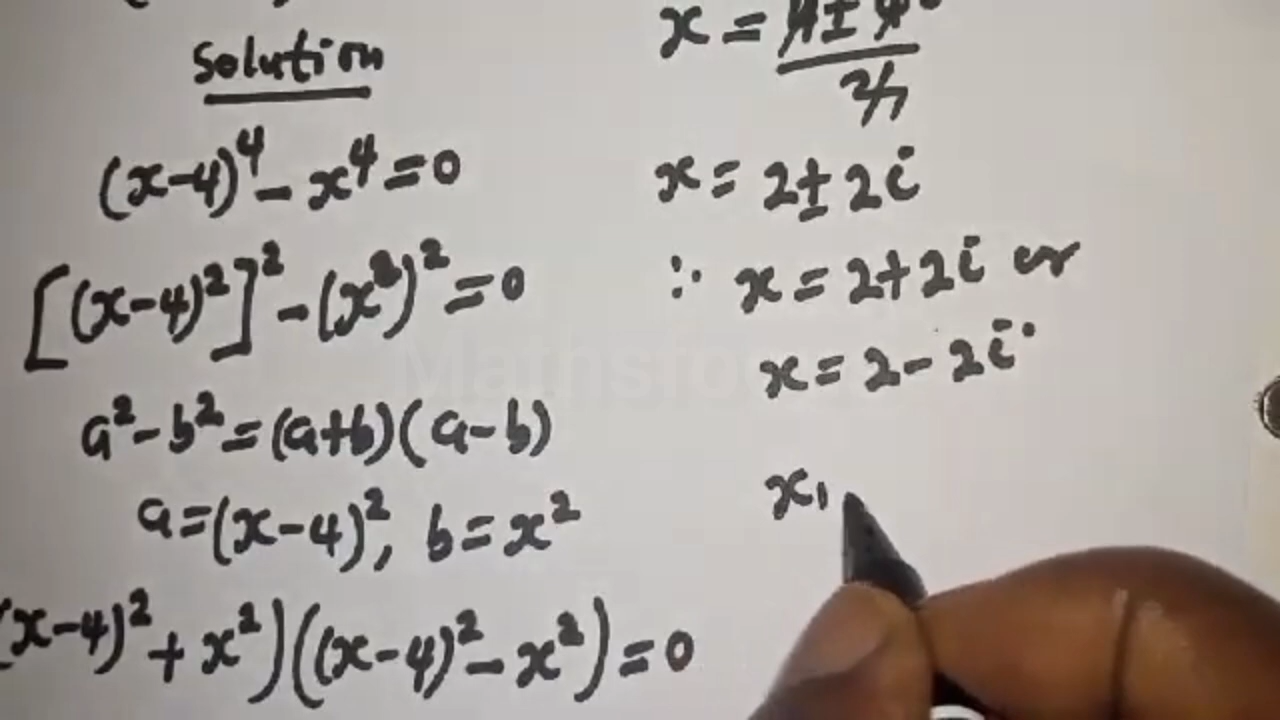 Solution
(x-4)⁴ - x⁴ = 0
[(x-4)²]² - (x²)² = 0
a² - b² = (a+b)(a-b)
a = (x-4)², b = x²
(x-4)² + x²)((x-4)² - x²) = 0
x =
x = 2 ± 2i
∴ x = 2 + 2i or
x = 2 - 2i
x₁